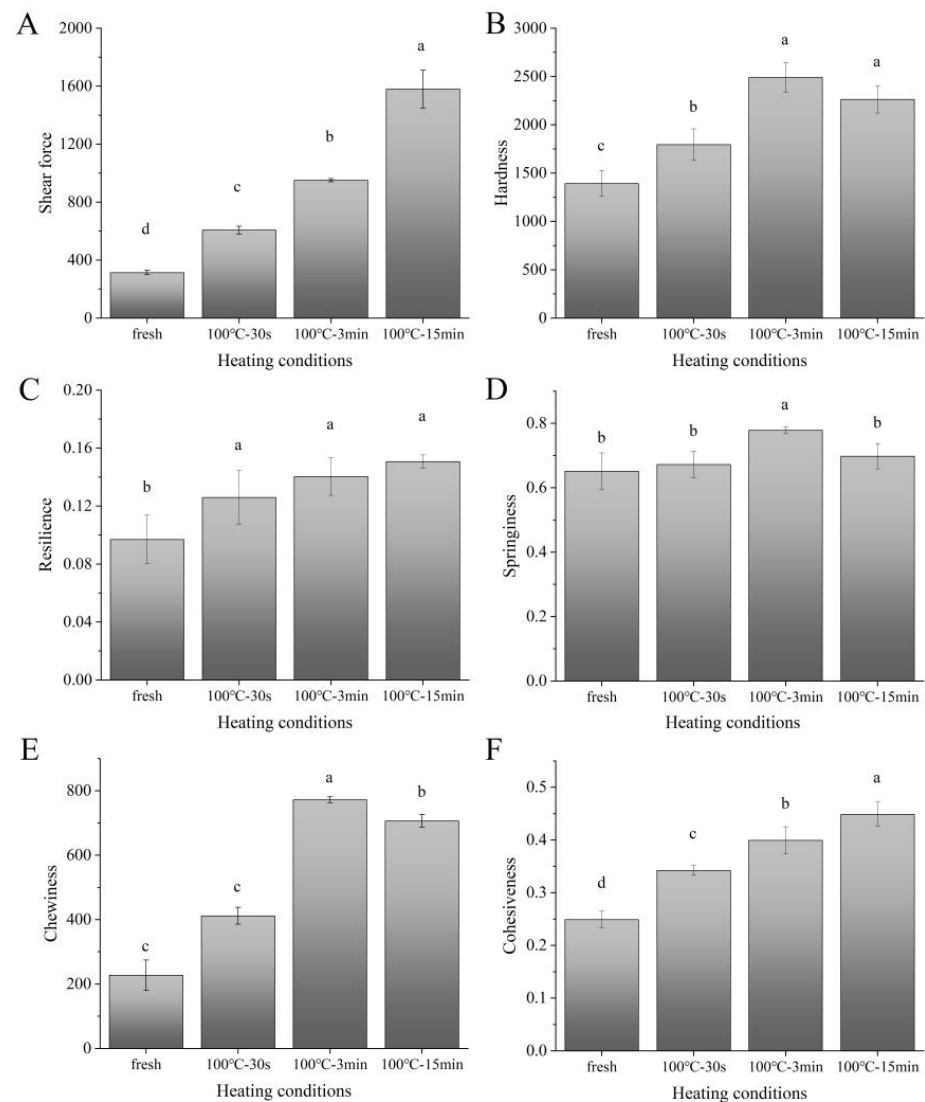 A
2000
1600
1200
800
400
0
Shear force
d
c
b
a
fresh 100℃-30s 100℃-3min 100℃-15min
Heating conditions
B
3000
2500
2000
1500
1000
500
0
Hardness
c
b
a
a
fresh 100℃-30s 100℃-3min 100℃-15min
Heating conditions
C
0.20
0.16
0.12
0.08
0.04
0.00
Resilience
b
a
a
a
fresh 100℃-30s 100℃-3min 100℃-15min
Heating conditions
D
0.8
0.6
0.4
0.2
0.0
Springiness
b
b
a
b
fresh 100℃-30s 100℃-3min 100℃-15min
Heating conditions
E
800
600
400
200
0
Chewiness
c
c
a
b
fresh 100℃-30s 100℃-3min 100℃-15min
Heating conditions
F
0.5
0.4
0.3
0.2
0.1
0.0
Cohesiveness
d
c
b
a
fresh 100℃-30s 100℃-3min 100℃-15min
Heating conditions